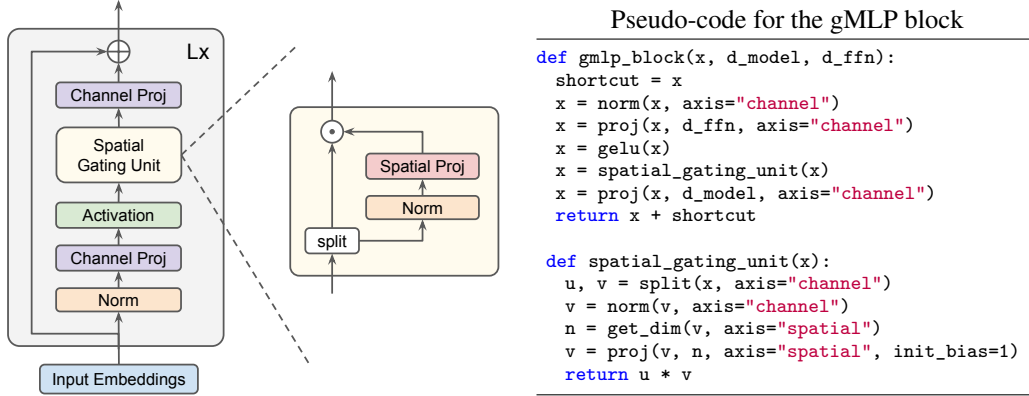 Lx
Channel Proj
Spatial
Gating Unit
Activation
Channel Proj
Norm
Input Embeddings
Spatial Proj
Norm
split
Pseudo-code for the gMLP block
def gmlp_block(x, d_model, d_ffn):
  shortcut = x
  x = norm(x, axis="channel")
  x = proj(x, d_ffn, axis="channel")
  x = gelu(x)
  x = spatial_gating_unit(x)
  x = proj(x, d_model, axis="channel")
  return x + shortcut
def spatial_gating_unit(x):
  u, v = split(x, axis="channel")
  v = norm(v, axis="channel")
  n = get_dim(v, axis="spatial")
  v = proj(v, n, axis="spatial", init_bias=1)
  return u * v